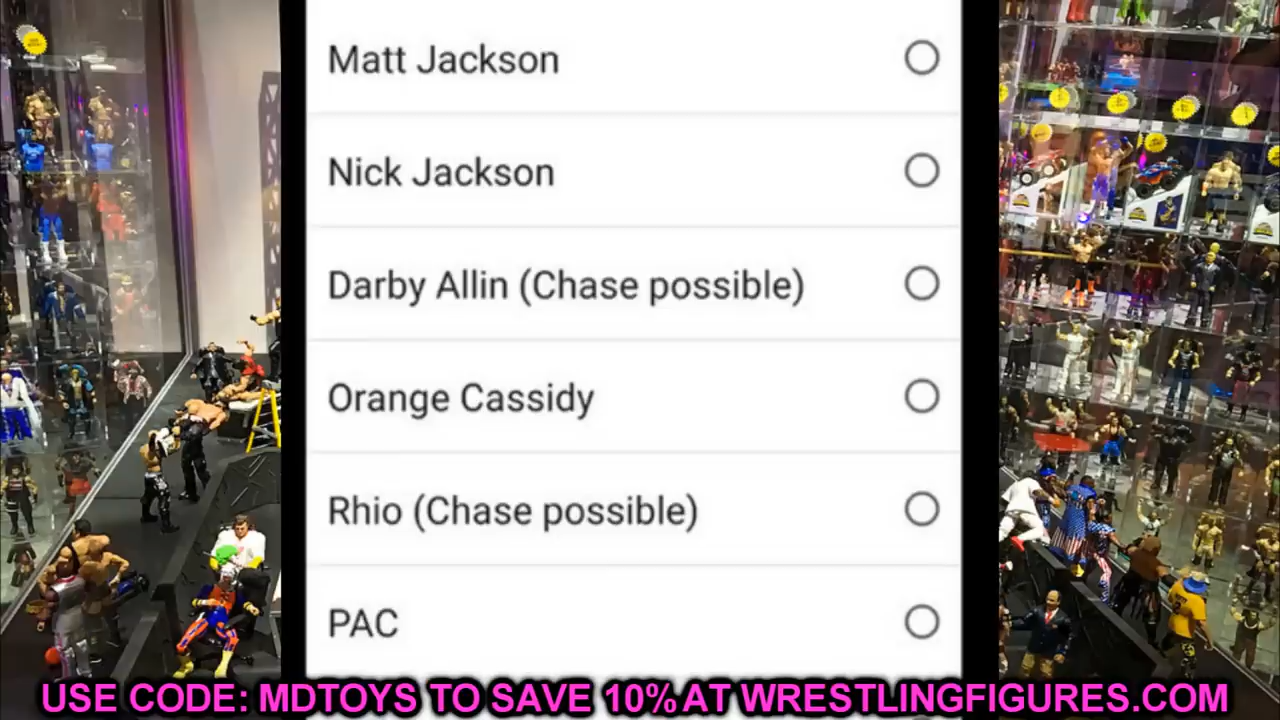 Matt Jackson
Nick Jackson
Darby Allin (Chase possible)
Orange Cassidy
Rhio (Chase possible)
PAC
USE CODE: MDTOYS TO SAVE 10% AT WRESTLINGFIGURES.COM